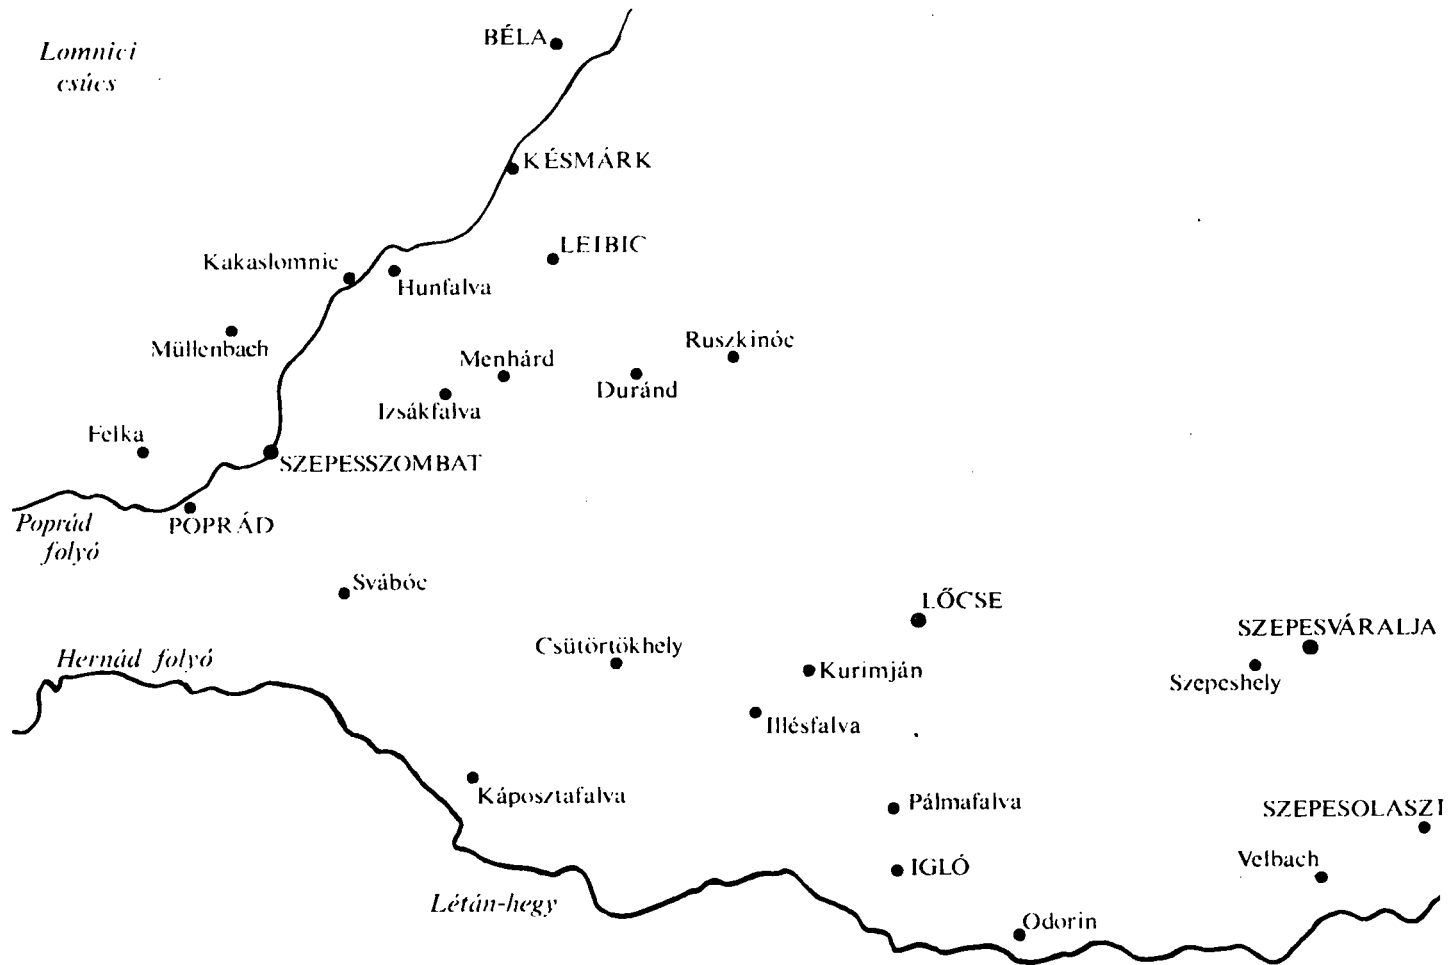 BÉLA
Lomnici
csúcs
KÉSMÁRK
LEIBIC
Kakaslomnic
Hunfalva
Müllenbach
Ruszkinóc
Menhárd
Duránd
Izsákfalva
Felka
SZEPESSZOMBAT
Poprád
folyó
POPRÁD
Svábóc
LŐCSE
SZEPESVÁRALJA
Csütörtökhely
Hernád folyó
Kurimján
Szepeshely
Illésfalva
Káposztafalva
Pálmafalva
SZEPESOLASZI
IGLÓ
Velbach
Létán-hegy
Odorin